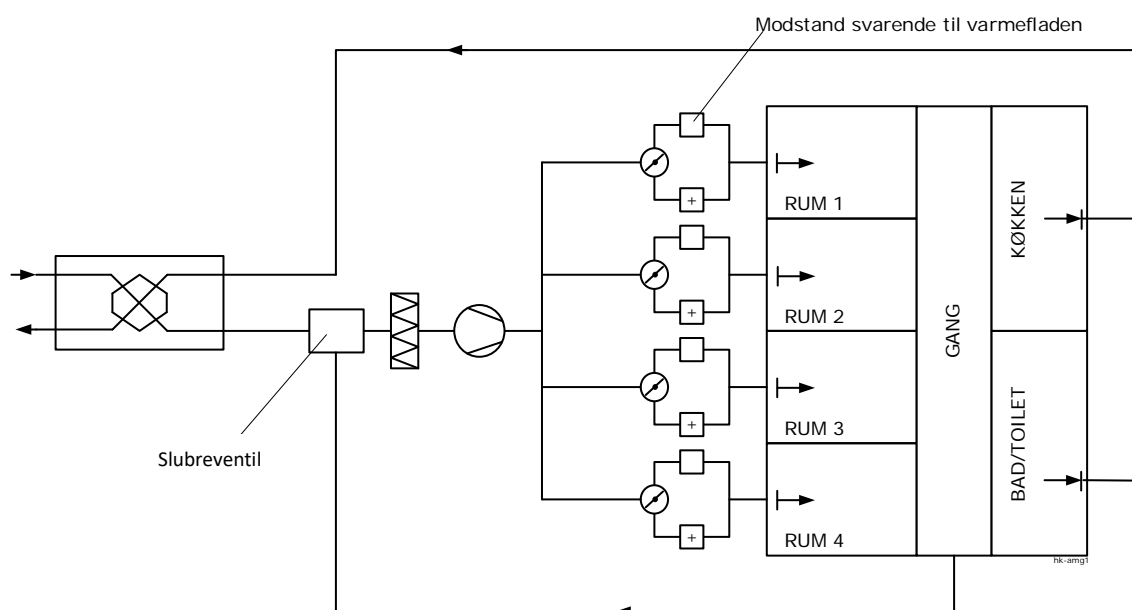 Modstand svarende til varmefladen
RUM 1
KØKKEN
RUM 2
GANG
RUM 3
Slubreventil
BAD/TOILET
RUM 4
hk-amg1
+
+
+
+